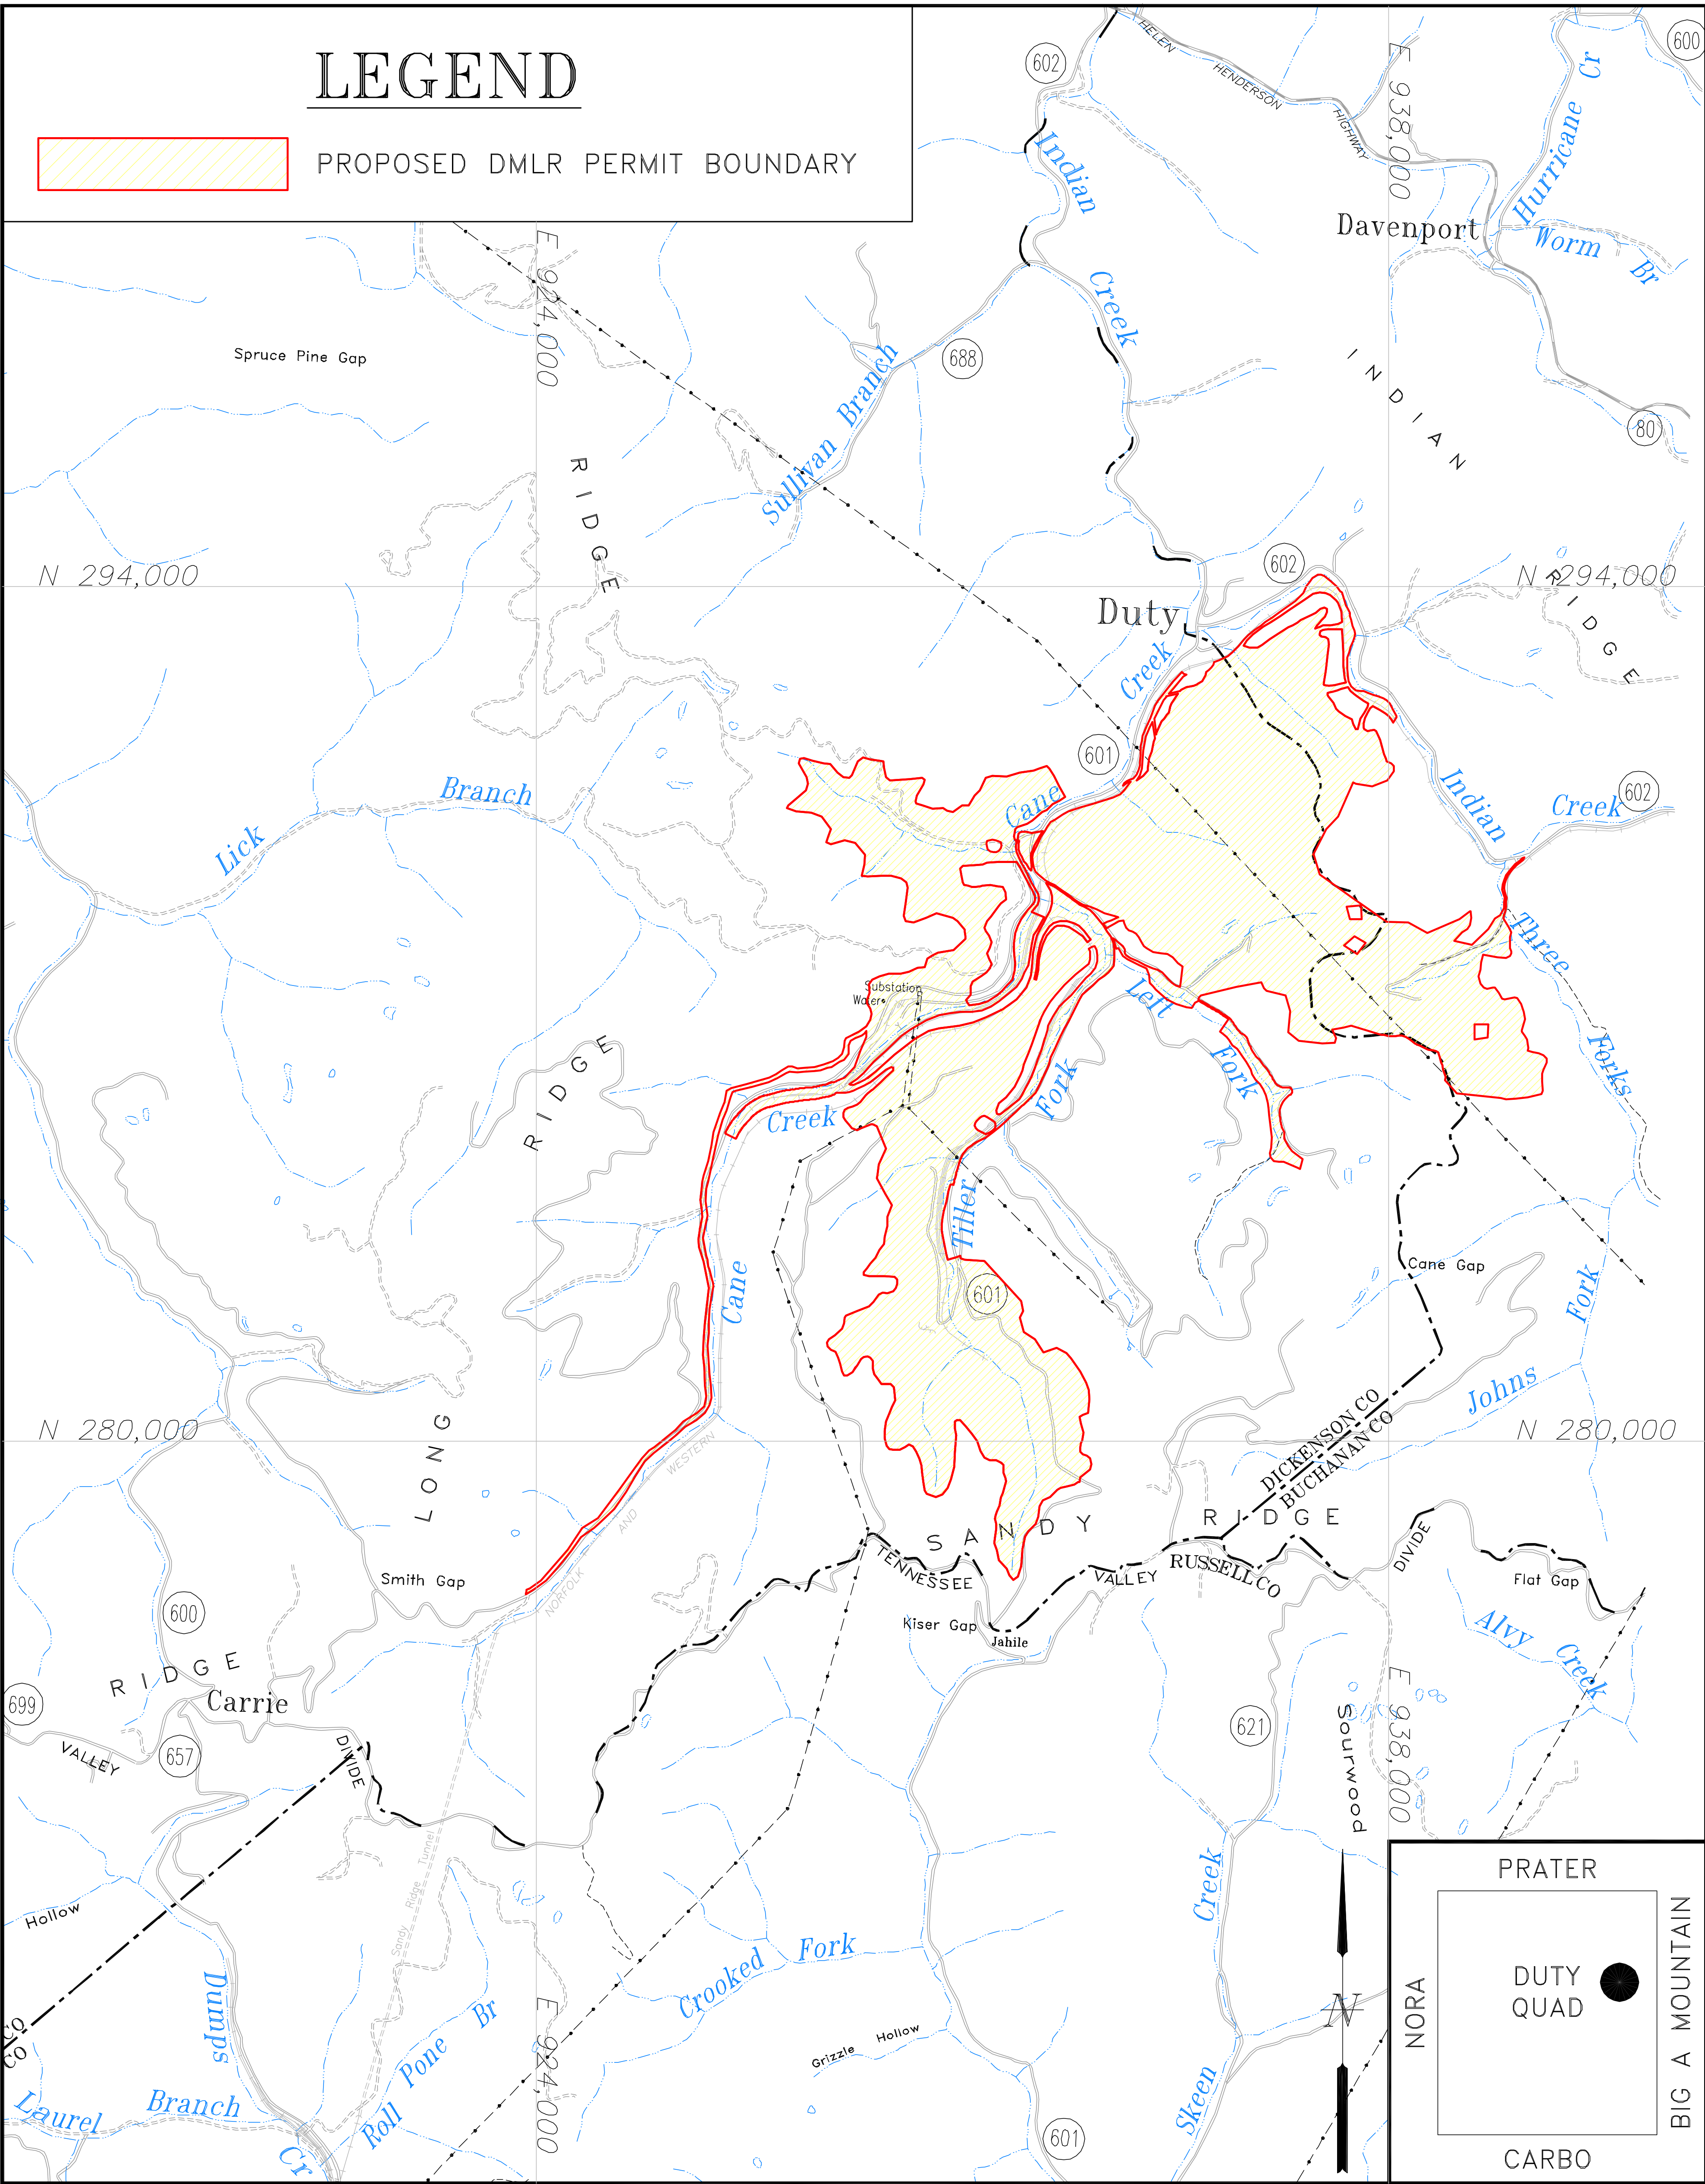 LEGEND
PROPOSED DMLR PERMIT BOUNDARY
HELEN
HENDERSON
HIGHWAY
602
600
E 938,000
Hurricane Cr
Indian
Creek
Davenport
Worm Br
E 924,000
Spruce Pine Gap
688
Sullivan Branch
INDIAN
80
RIDGE
N 294,000
602
N 294,000
RIDGE
Duty
Creek
601
Cane
Lick
Branch
Indian
Creek
602
Three
Forks
Substation
Water
Left
Fork
RIDGE
Creek
Fork
Tiller
Cane
601
Cane Gap
Fork
Johns
N 280,000
LONG
WESTERN
AND
NORFOLK
DICKENSON CO
BUCHANAN CO
N 280,000
SANDY
RIDGE
TENNESSEE
VALLEY
RUSSELL CO
DIVIDE
Flat Gap
Smith Gap
600
Kiser Gap
Jahile
Alvy
Creek
RIDGE
Carrie
699
657
VALLEY
DIVIDE
621
Sourwood
E 938,000
Sandy Ridge Tunnel
Hollow
CO
CO
Dumps
Cr
Laurel
Branch
Roll Pone Br
E 924,000
Crooked
Fork
Grizzle Hollow
601
Creek
Skeen
N
PRATER
NORA
DUTY
QUAD
BIG A MOUNTAIN
CARBO